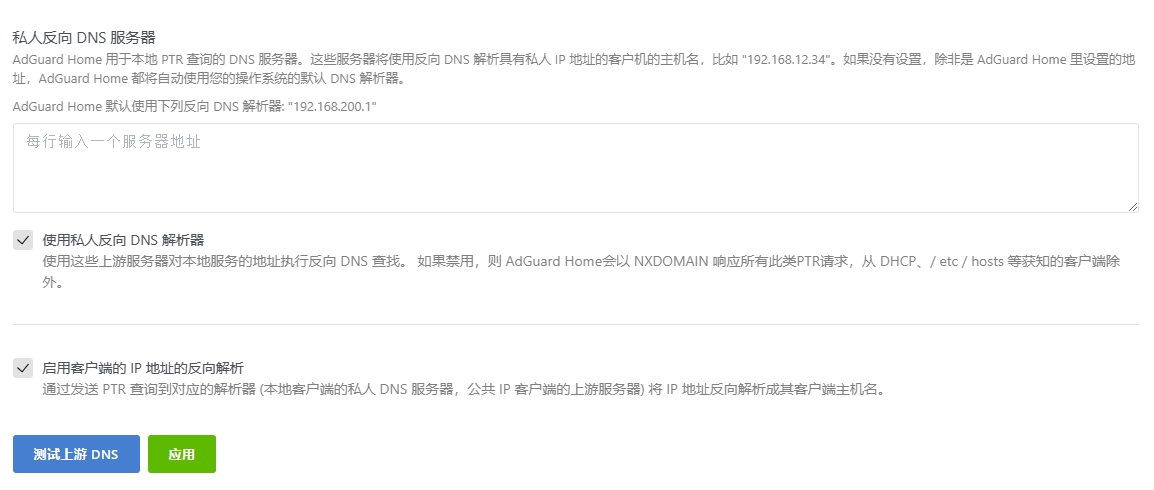 私人反向 DNS 服务器
AdGuard Home 用于本地 PTR 查询的 DNS 服务器。这些服务器将使用反向 DNS 解析具有私人 IP 地址的客户机的主机名，比如 "192.168.12.34"。如果没有设置，除非是 AdGuard Home 里设置的地
址，AdGuard Home 都将自动使用您的操作系统的默认 DNS 解析器。
AdGuard Home 默认使用下列反向 DNS 解析器: "192.168.200.1"
每行输入一个服务器地址
使用私人反向 DNS 解析器
使用这些上游服务器对本地服务的地址执行反向 DNS 查找。 如果禁用，则 AdGuard Home会以 NXDOMAIN 响应所有此类PTR请求，从 DHCP、/ etc / hosts 等获知的客户端除
外。
启用客户端的 IP 地址的反向解析
通过发送 PTR 查询到对应的解析器 (本地客户端的私人 DNS 服务器，公共 IP 客户端的上游服务器) 将 IP 地址反向解析成其客户端主机名。
测试上游 DNS
应用